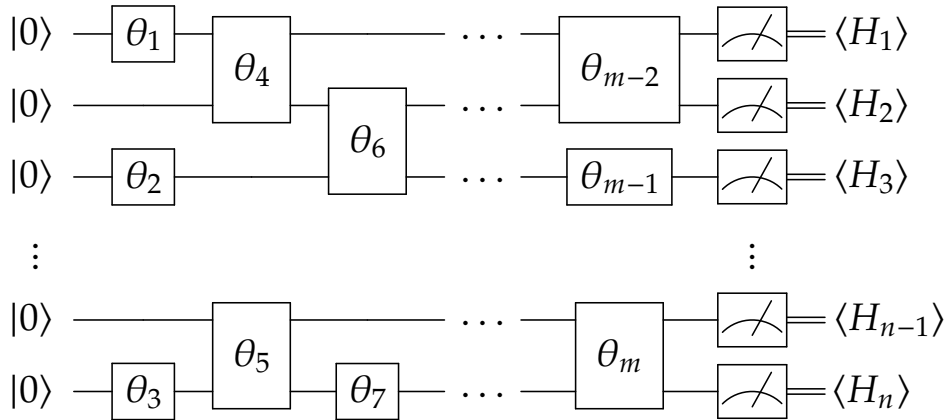 |0⟩ θ₁ θ₄ ⋯ θₘ₋₂ ⟨H₁⟩
|0⟩ θ₆ ⋯ ⟨H₂⟩
|0⟩ θ₂ ⋯ θₘ₋₁ ⟨H₃⟩
⋮ ⋮
|0⟩ θ₅ ⋯ θₘ ⟨Hₙ₋₁⟩
|0⟩ θ₃ θ₇ ⋯ ⟨Hₙ⟩